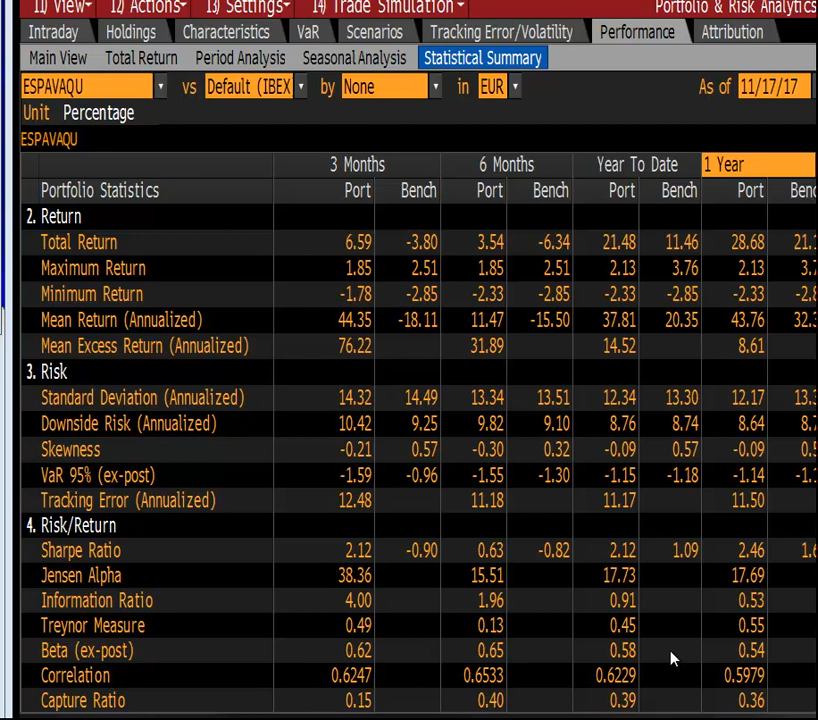 11) View 12) Actions 13) Settings 14) Trade Simulation Portfolio & Risk Analytics
Intraday Holdings Characteristics VaR Scenarios Tracking Error/Volatility Performance Attribution
Main View Total Return Period Analysis Seasonal Analysis Statistical Summary
ESPAVAQU vs Default (IBEX by None in EUR As of 11/17/17
Unit Percentage
ESPAVAQU
3 Months 6 Months Year To Date 1 Year
Portfolio Statistics Port Bench Port Bench Port Bench Port
2. Return
Total Return 6.59 -3.80 3.54 -6.34 21.48 11.46 28.68
Maximum Return 1.85 2.51 1.85 2.51 2.13 3.76 2.13
Minimum Return -1.78 -2.85 -2.33 -2.85 -2.33 -2.85 -2.33
Mean Return (Annualized) 44.35 -18.11 11.47 -15.50 37.81 20.35 43.76
Mean Excess Return (Annualized) 76.22 31.89 14.52 8.61
3. Risk
Standard Deviation (Annualized) 14.32 14.49 13.34 13.51 12.34 13.30 12.17
Downside Risk (Annualized) 10.42 9.25 9.82 9.10 8.76 8.74 8.64
Skewness -0.21 0.57 -0.30 0.32 -0.09 0.57 -0.09
VaR 95% (ex-post) -1.59 -0.96 -1.55 -1.30 -1.15 -1.18 -1.14
Tracking Error (Annualized) 12.48 11.18 11.17 11.50
4. Risk/Return
Sharpe Ratio 2.12 -0.90 0.63 -0.82 2.12 1.09 2.46
Jensen Alpha 38.36 15.51 17.73 17.69
Information Ratio 4.00 1.96 0.91 0.53
Treynor Measure 0.49 0.13 0.45 0.55
Beta (ex-post) 0.62 0.65 0.58 0.54
Correlation 0.6247 0.6533 0.6229 0.5979
Capture Ratio 0.15 0.40 0.39 0.36